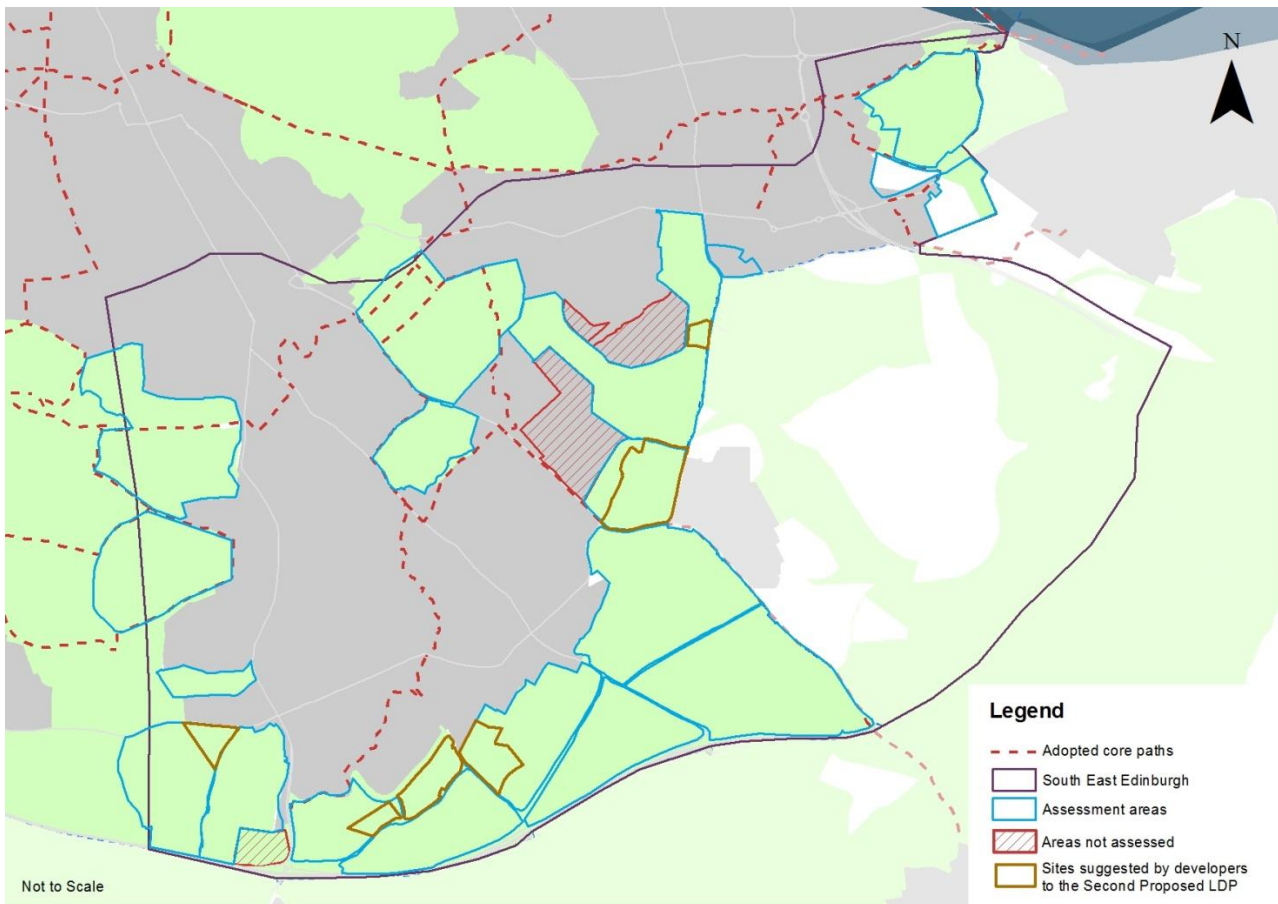 N
Legend
Adopted core paths
South East Edinburgh
Assessment areas
Areas not assessed
Sites suggested by developers
to the Second Proposed LDP
Not to Scale